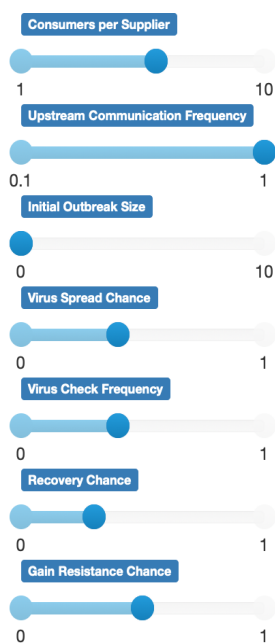 Consumers per Supplier
1 10
Upstream Communication Frequency
0.1 1
Initial Outbreak Size
0 10
Virus Spread Chance
0 1
Virus Check Frequency
0 1
Recovery Chance
0 1
Gain Resistance Chance
0 1